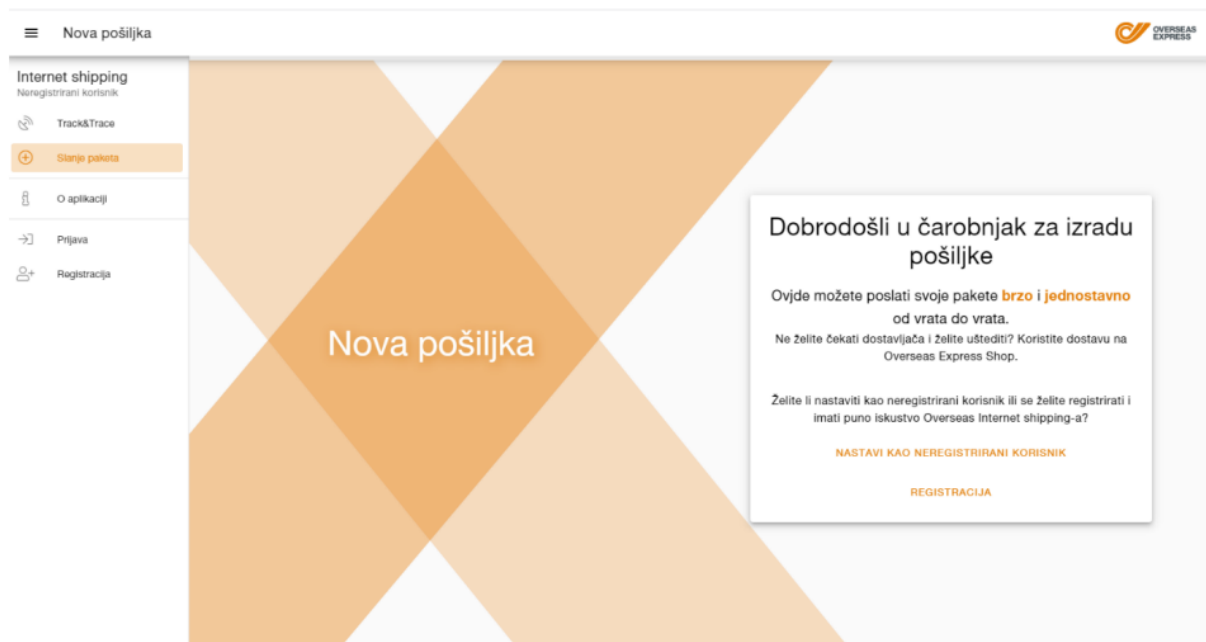 Nova pošiljka
OVERSEAS
EXPRESS
Internet shipping
Neregistrirani korisnik
Track&Trace
Slanje paketa
O aplikaciji
Prijava
Registracija
Nova pošiljka
Dobrodošli u čarobnjak za izradu
pošiljke
Ovjde možete poslati svoje pakete brzo i jednostavno
od vrata do vrata.
Ne želite čekati dostavljača i želite uštediti? Koristite dostavu na
Overseas Express Shop.
Želite li nastaviti kao neregistrirani korisnik ili se želite registrirati i
imati puno iskustvo Overseas Internet shipping-a?
NASTAVI KAO NEREGISTRIRANI KORISNIK
REGISTRACIJA